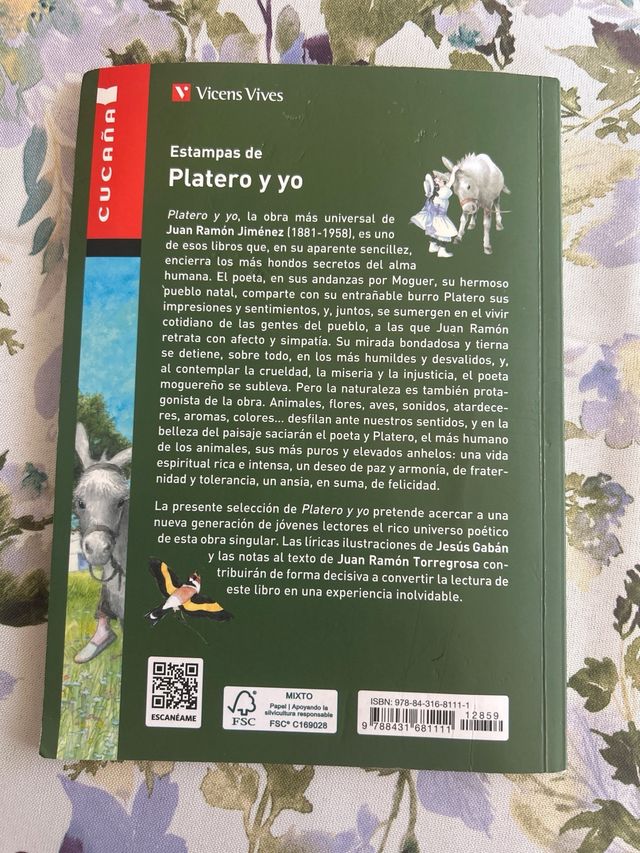 CUCAÑA
Vicens Vives
Estampas de
Platero y yo
Platero y yo, la obra más universal de
Juan Ramón Jiménez (1881-1958), es uno
de esos libros que, en su aparente sencillez,
encierra los más hondos secretos del alma
humana. El poeta, en sus andanzas por Moguer, su hermoso
pueblo natal, comparte con su entrañable burro Platero sus
impresiones y sentimientos, y, juntos, se sumergen en el vivir
cotidiano de las gentes del pueblo, a las que Juan Ramón
retrata con afecto y simpatía. Su mirada bondadosa y tierna
se detiene, sobre todo, en los más humildes y desvalidos, y,
al contemplar la crueldad, la miseria y la injusticia, el poeta
moguereño se subleva. Pero la naturaleza es también prota-
gonista de la obra. Animales, flores, aves, sonidos, atardece-
res, aromas, colores... desfilan ante nuestros sentidos, y en la
belleza del paisaje saciarán el poeta y Platero, el más humano
de los animales, sus más puros y elevados anhelos: una vida
espiritual rica e intensa, un deseo de paz y armonía, de frater-
nidad y tolerancia, un ansia, en suma, de felicidad.
La presente selección de Platero y yo pretende acercar a una
nueva generación de jóvenes lectores el rico universo poético
de esta obra singular. Las líricas ilustraciones de Jesús Gabán
y las notas al texto de Juan Ramón Torregrosa con-
tribuirán de forma decisiva a convertir la lectura de
este libro en una experiencia inolvidable.
ESCANÉAME
FSC
MIXTO
Papel | Apoyando la
silvicultura responsable
FSC® C169028
ISBN: 978-84-316-8111-1
12859
9 788431 681111